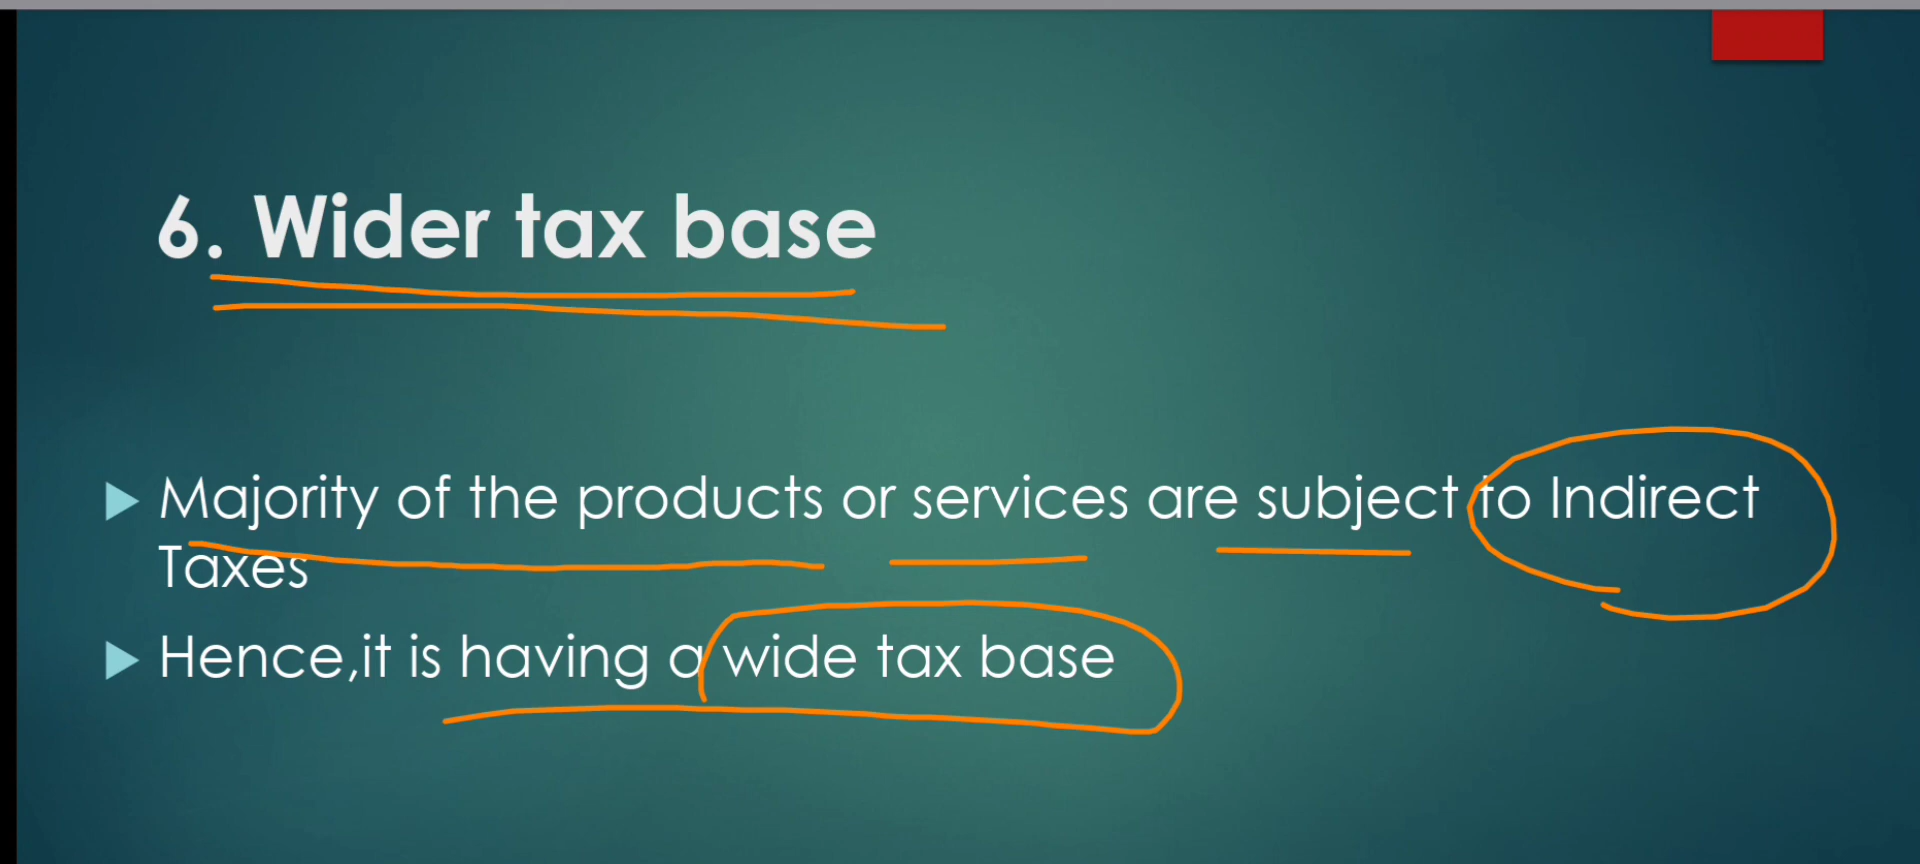 6. Wider tax base
Majority of the products or services are subject to Indirect
Taxes
Hence,it is having a wide tax base